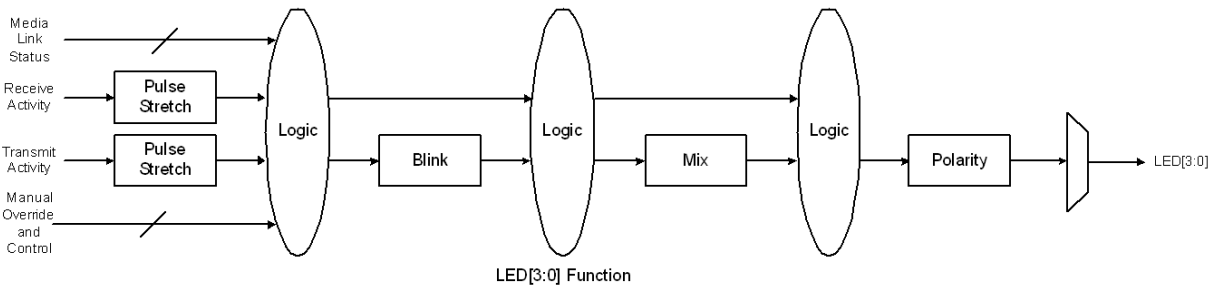 Media
Link
Status
Receive
Activity
Pulse
Stretch
Transmit
Activity
Pulse
Stretch
Manual
Override
and
Control
Logic
Blink
Logic
Mix
Logic
Polarity
LED[3:0]
LED[3:0] Function